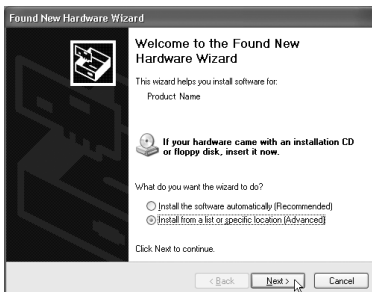 Found New Hardware Wizard
Welcome to the Found New
Hardware Wizard
This wizard helps you install software for:
Product Name
If your hardware came with an installation CD
or floppy disk, insert it now.
What do you want the wizard to do?
Install the software automatically (Recommended)
Install from a list or specific location (Advanced)
Click Next to continue.
< Back Next > Cancel